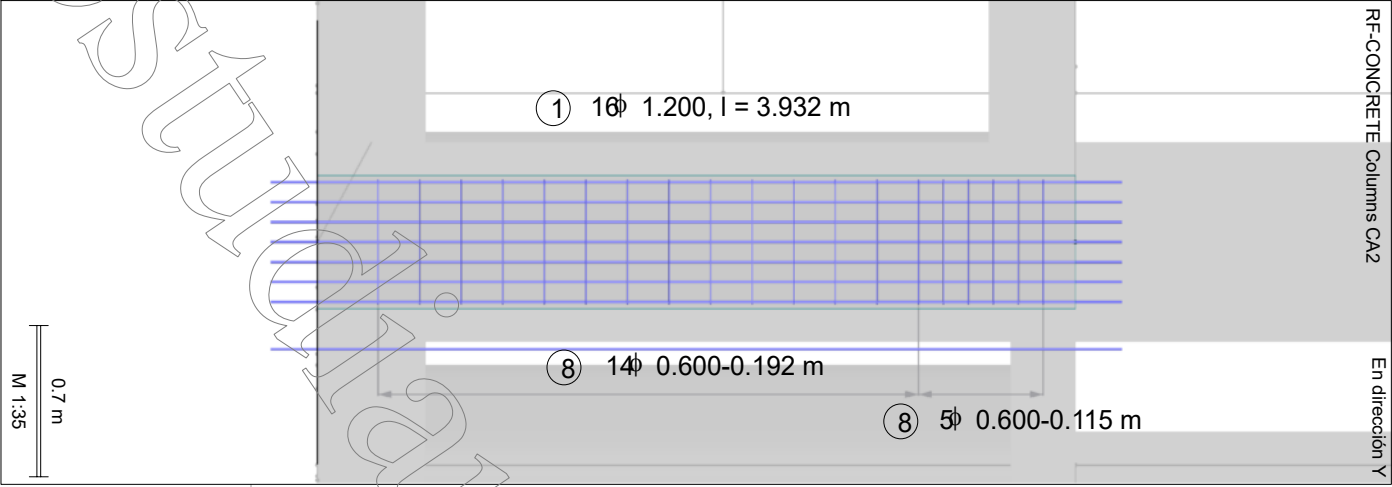 RF-CONCRETE Columns CA2
En dirección Y
1 16ϕ 1.200, l = 3.932 m
8 14ϕ 0.600-0.192 m
8 5ϕ 0.600-0.115 m
0.7 m
M 1:35
studiar